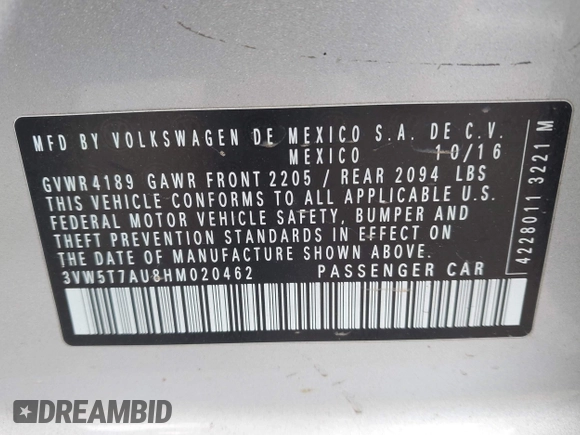 MFD BY VOLKSWAGEN DE MEXICO S.A. DE C.V.
MEXICO 10/16
GVWR 4189 GAWR FRONT 2205 / REAR 2094 LBS
THIS VEHICLE CONFORMS TO ALL APPLICABLE U.S.
FEDERAL MOTOR VEHICLE SAFETY, BUMPER AND
THEFT PREVENTION STANDARDS IN EFFECT ON
THE DATE OF MANUFACTURE SHOWN ABOVE
3VW5T7AU8HM020462 PASSENGER CAR
4228011 3221 M
DREAMBID